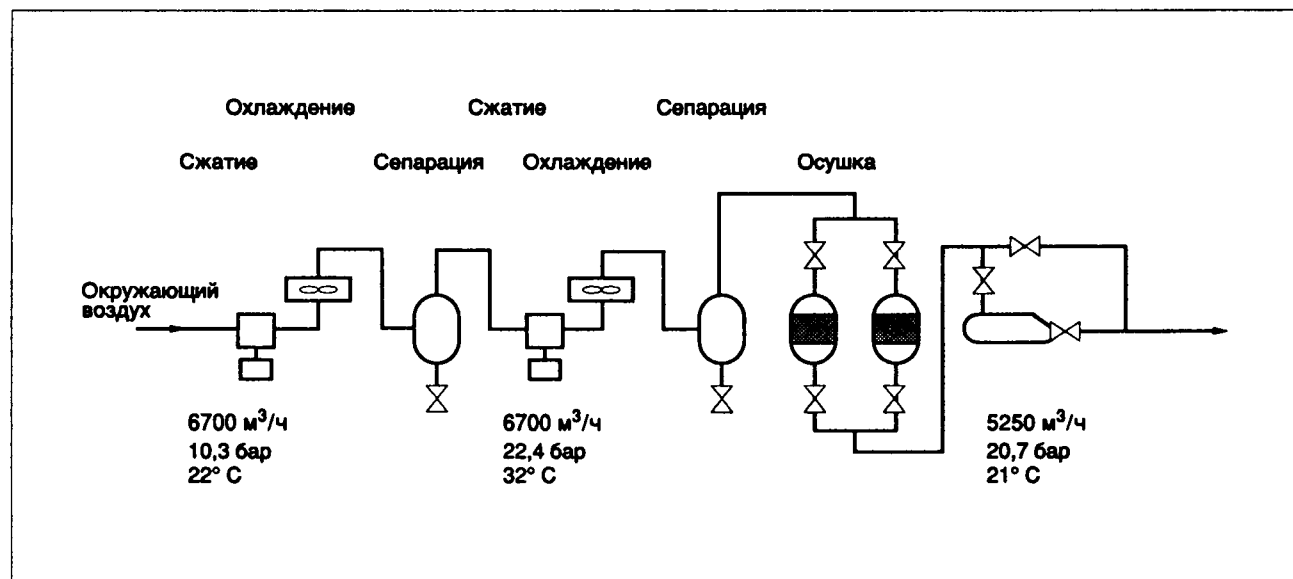 Охлаждение
Сжатие
Сепарация
Сжатие
Сепарация
Охлаждение
Осушка
Окружающий
воздух
6700 м³/ч
10,3 бар
22° С
6700 м³/ч
22,4 бар
32° С
5250 м³/ч
20,7 бар
21° С